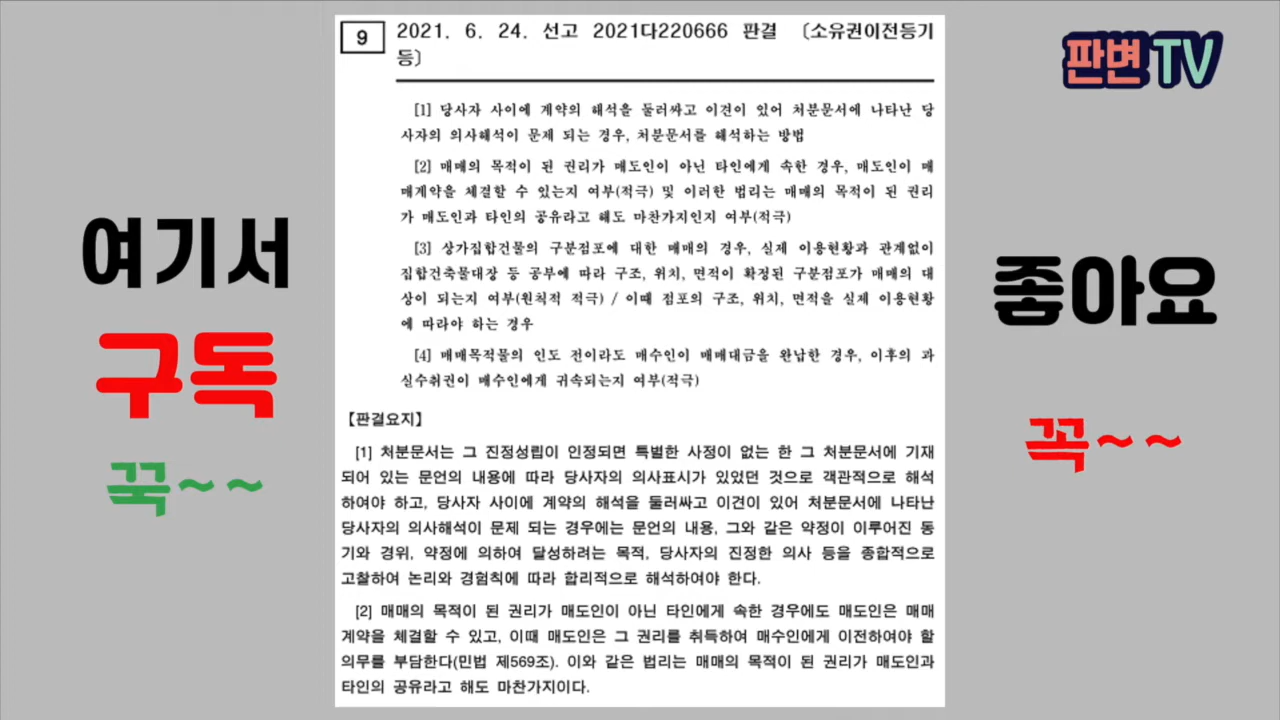 9
2021. 6. 24. 선고 2021다220666 판결 〔소유권이전등기
등〕
판변 TV
[1] 당사자 사이에 계약의 해석을 둘러싸고 이견이 있어 처분문서에 나타난 당
사자의 의사해석이 문제 되는 경우, 처분문서를 해석하는 방법
[2] 매매의 목적이 된 권리가 매도인이 아닌 타인에게 속한 경우, 매도인이 매
매계약을 체결할 수 있는지 여부(적극) 및 이러한 법리는 매매의 목적이 된 권리
가 매도인과 타인의 공유라고 해도 마찬가지인지 여부(적극)
[3] 상가집합건물의 구분점포에 대한 매매의 경우, 실제 이용현황과 관계없이
집합건축물대장 등 공부에 따라 구조, 위치, 면적이 확정된 구분점포가 매매의 대
상이 되는지 여부(원칙적 적극) / 이때 점포의 구조, 위치, 면적을 실제 이용현황
에 따라야 하는 경우
[4] 매매목적물의 인도 전이라도 매수인이 매매대금을 완납한 경우, 이후의 과
실수취권이 매수인에게 귀속되는지 여부(적극)
【판결요지】
[1] 처분문서는 그 진정성립이 인정되면 특별한 사정이 없는 한 그 처분문서에 기재
되어 있는 문언의 내용에 따라 당사자의 의사표시가 있었던 것으로 객관적으로 해석
하여야 하고, 당사자 사이에 계약의 해석을 둘러싸고 이견이 있어 처분문서에 나타난
당사자의 의사해석이 문제 되는 경우에는 문언의 내용, 그와 같은 약정이 이루어진 동
기와 경위, 약정에 의하여 달성하려는 목적, 당사자의 진정한 의사 등을 종합적으로
고찰하여 논리와 경험칙에 따라 합리적으로 해석하여야 한다.
[2] 매매의 목적이 된 권리가 매도인이 아닌 타인에게 속한 경우에도 매도인은 매매
계약을 체결할 수 있고, 이때 매도인은 그 권리를 취득하여 매수인에게 이전하여야 할
의무를 부담한다(민법 제569조). 이와 같은 법리는 매매의 목적이 된 권리가 매도인과
타인의 공유라고 해도 마찬가지이다.
여기서
구독
꾹~~
좋아요
꼭~~